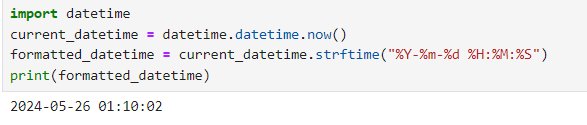 import datetime
current_datetime = datetime.datetime.now()
formatted_datetime = current_datetime.strftime("%Y-%m-%d %H:%M:%S")
print(formatted_datetime)
2024-05-26 01:10:02